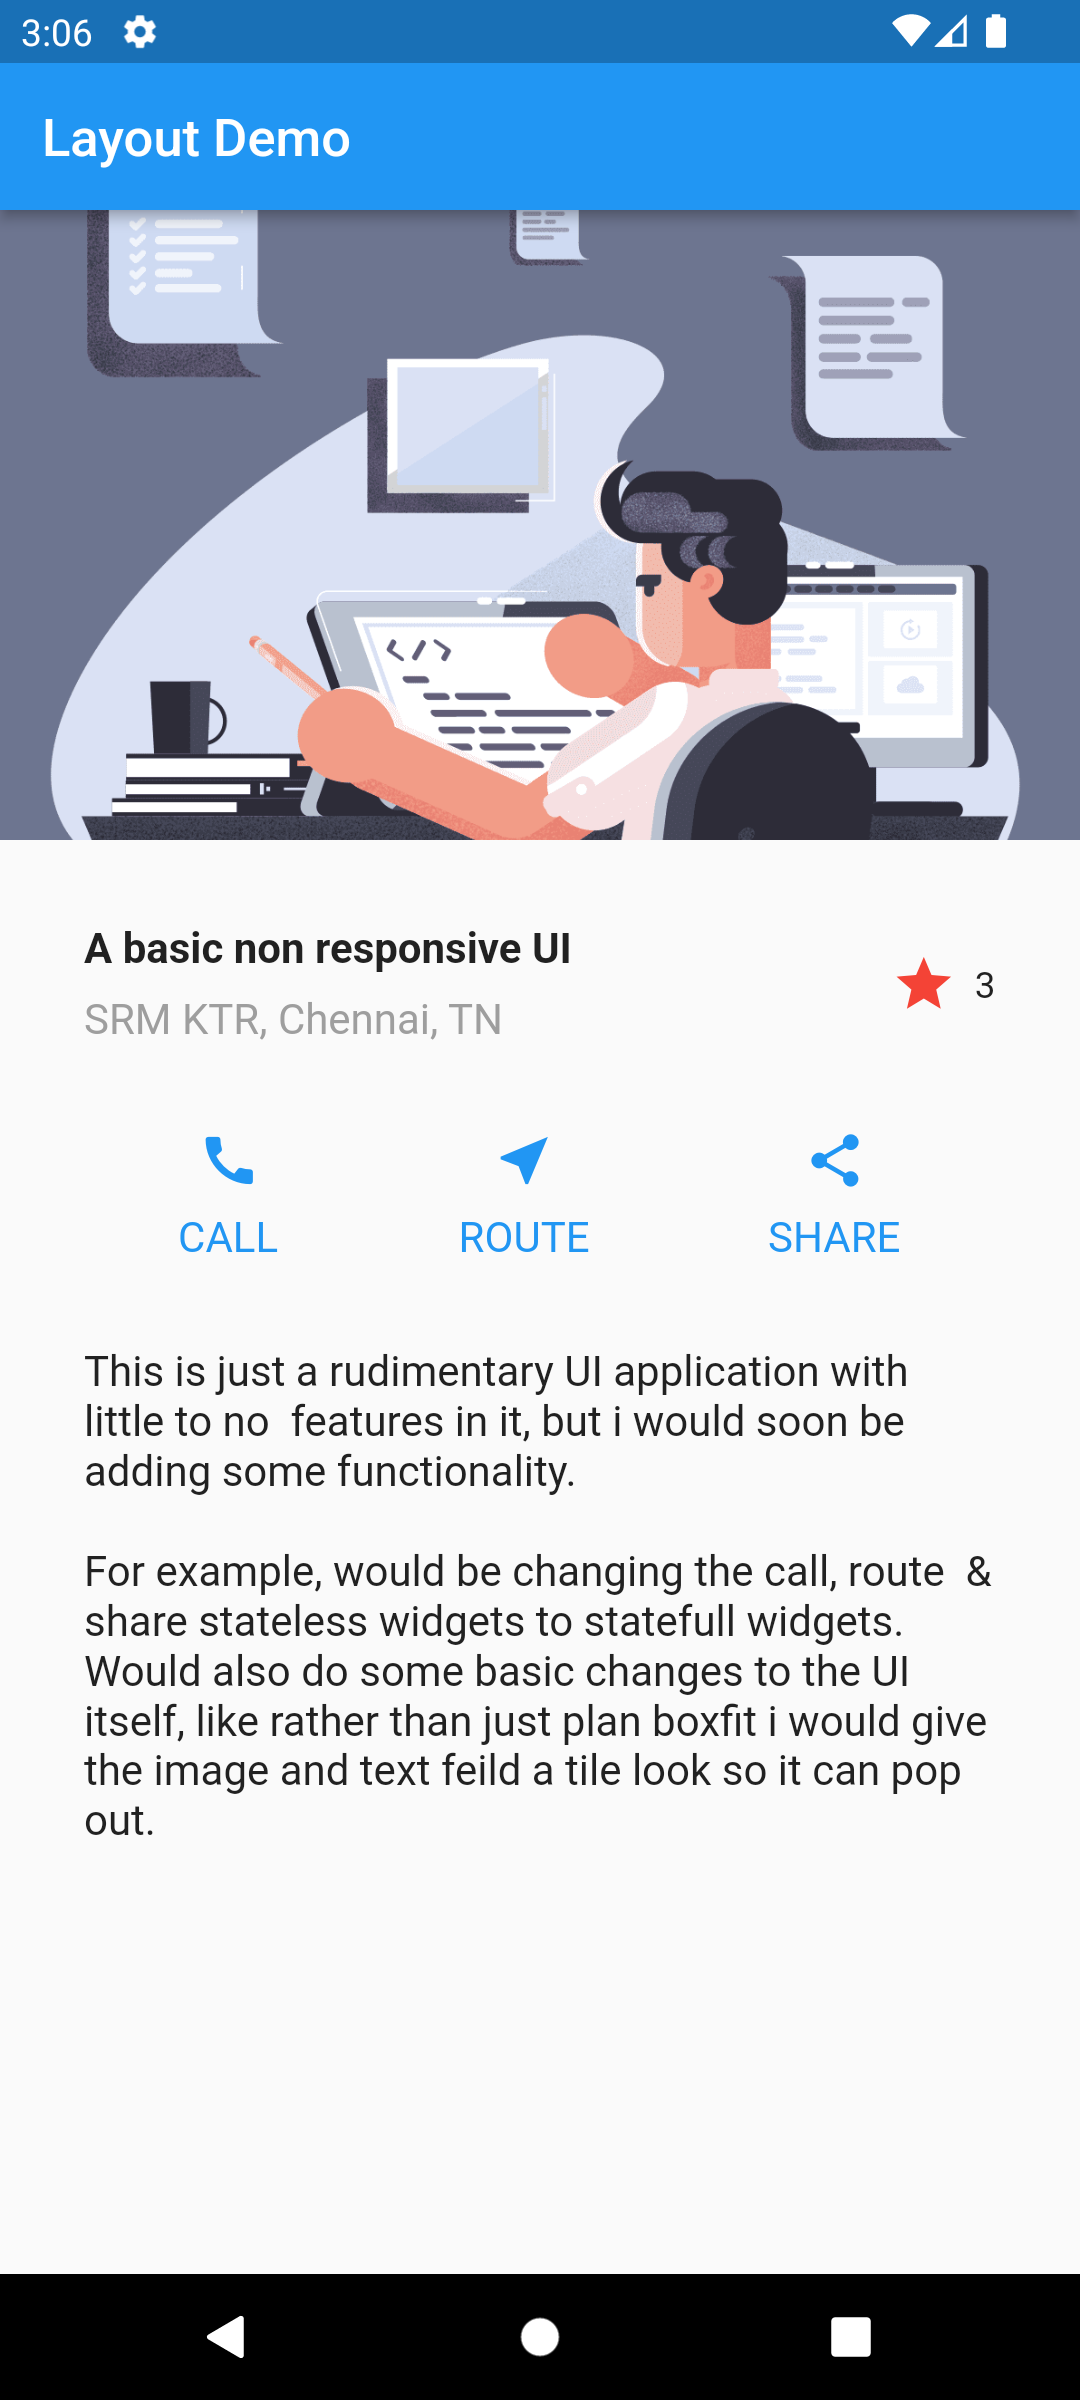 3:06
Layout Demo
</>
A basic non responsive UI
SRM KTR, Chennai, TN
3
CALL
ROUTE
SHARE
This is just a rudimentary UI application with
little to no  features in it, but i would soon be
adding some functionality.
For example, would be changing the call, route  &
share stateless widgets to statefull widgets.
Would also do some basic changes to the UI
itself, like rather than just plan boxfit i would give
the image and text feild a tile look so it can pop
out.